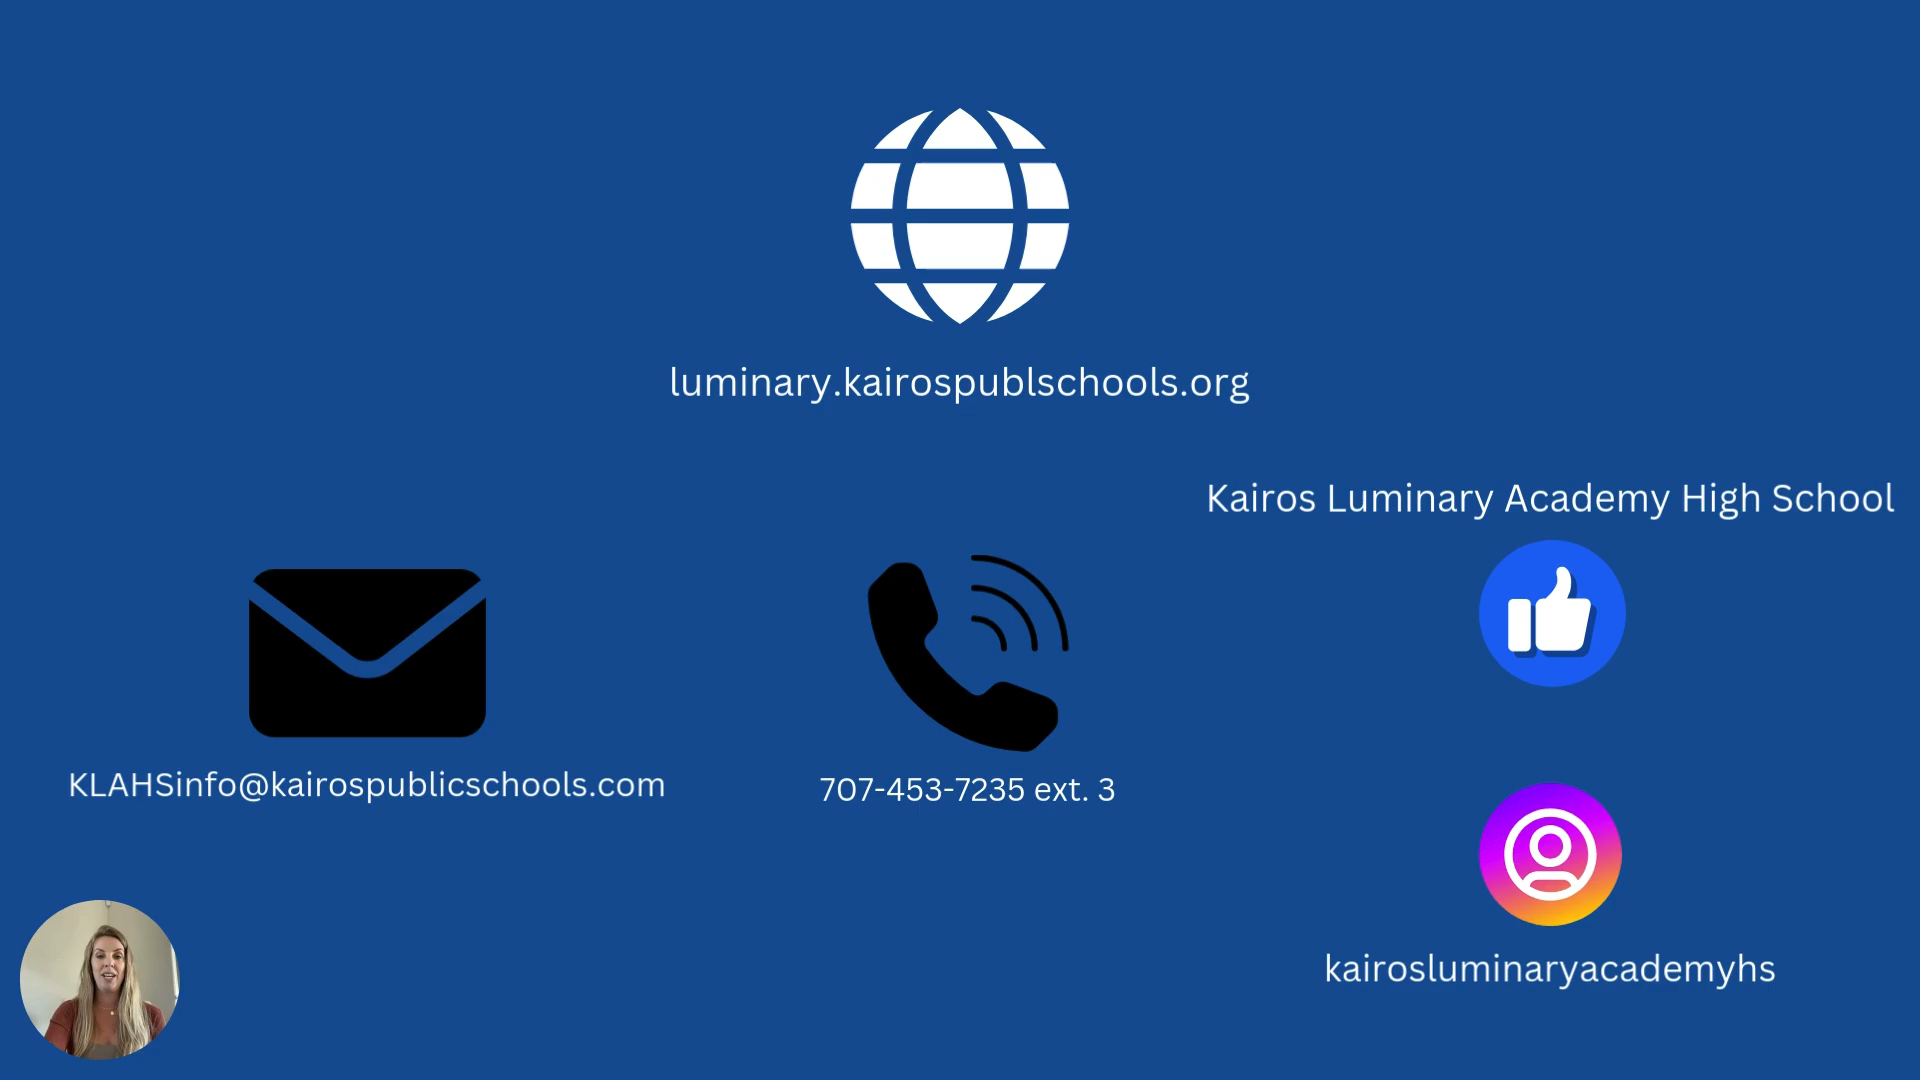 luminary.kairospublschools.org
Kairos Luminary Academy High School
KLAHSinfo@kairospublicschools.com
707-453-7235 ext. 3
kairosluminaryacademyhs